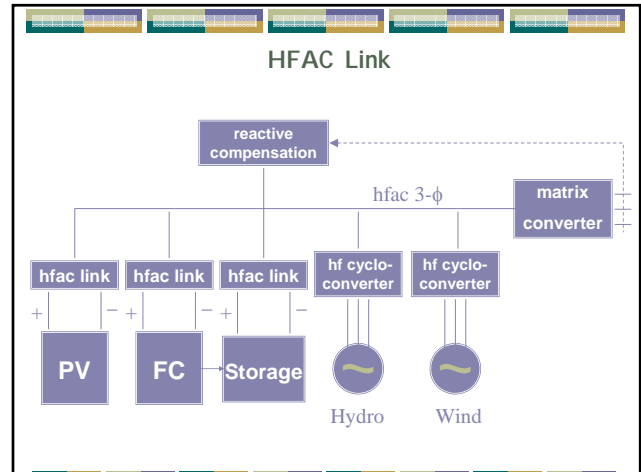 HFAC Link
reactive
compensation
hfac 3-ϕ
matrix
converter
hfac link
hfac link
hfac link
hf cyclo-
converter
hf cyclo-
converter
+
−
+
−
+
−
PV
FC
Storage
~
~
Hydro
Wind